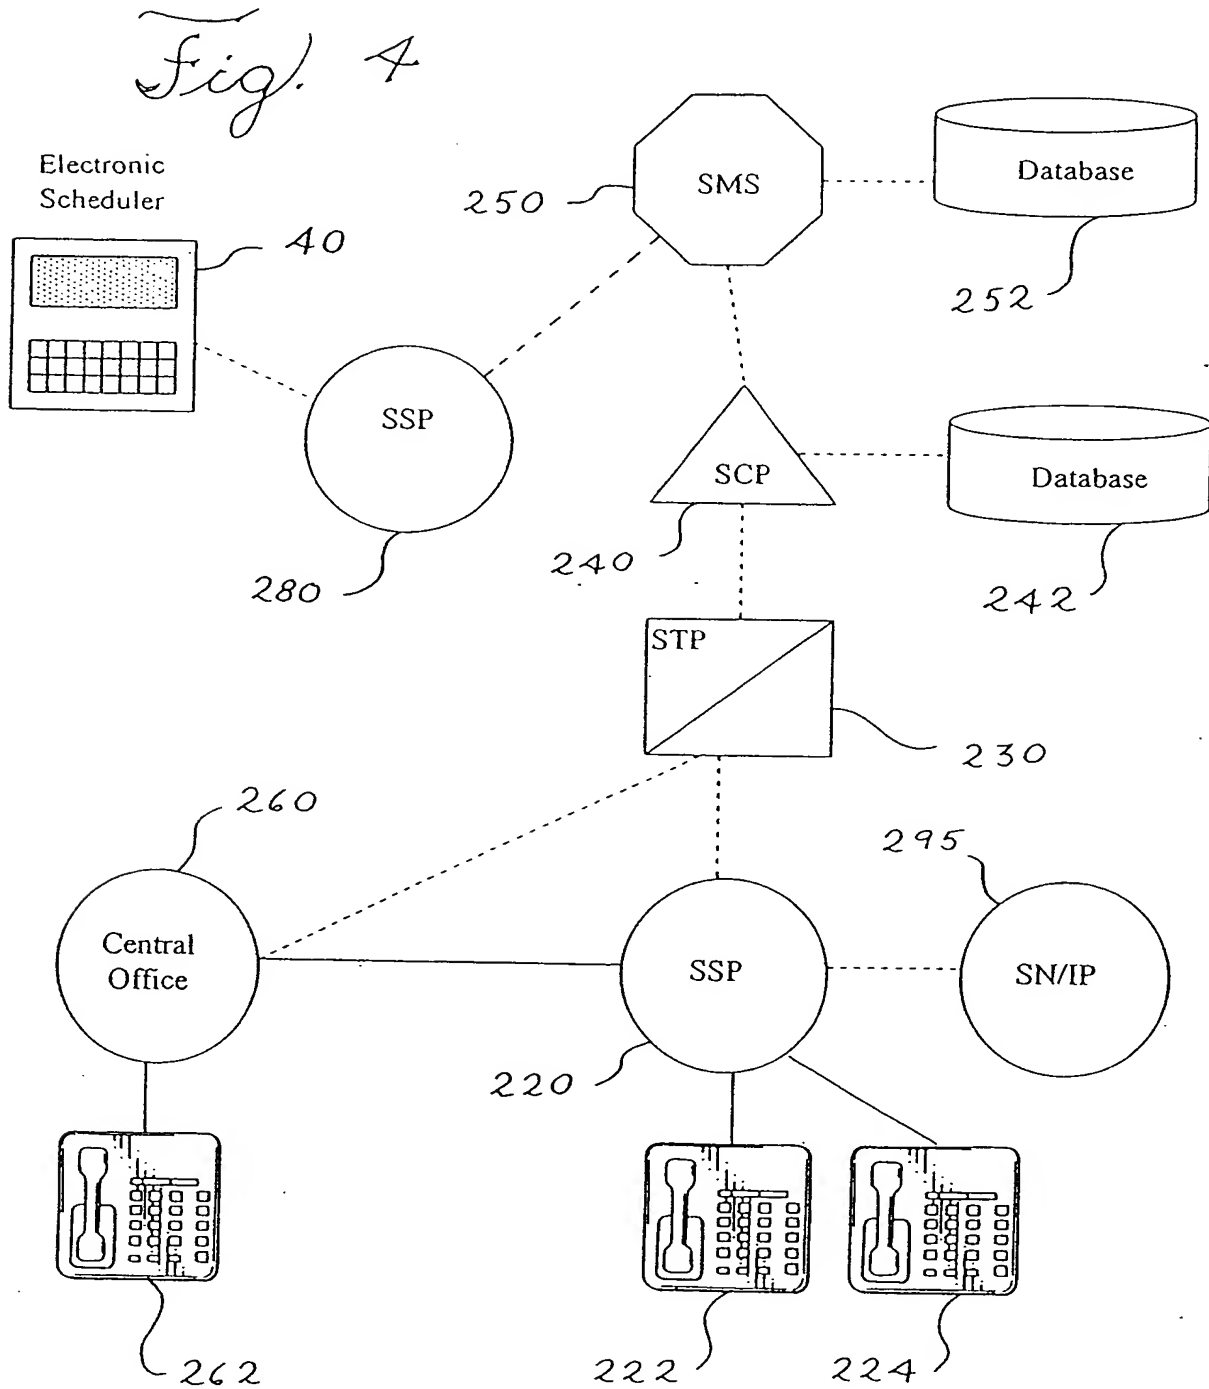 Fig. 4
Electronic
Scheduler
40
250
SMS
Database
252
SSP
280
SCP
240
Database
242
STP
230
260
Central
Office
295
SSP
SN/IP
220
262
222
224